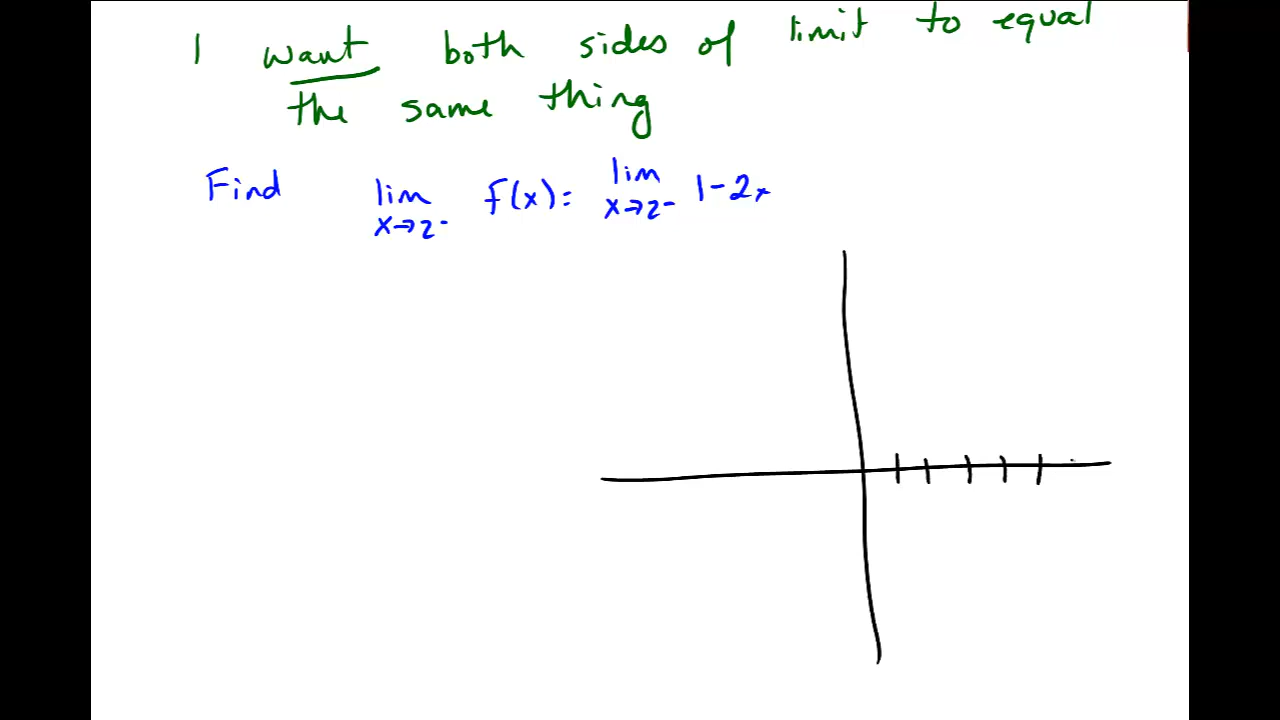 I want both sides of limit to equal
the same thing
Find lim x→2⁻ f(x) = lim x→2⁻ 1-2x